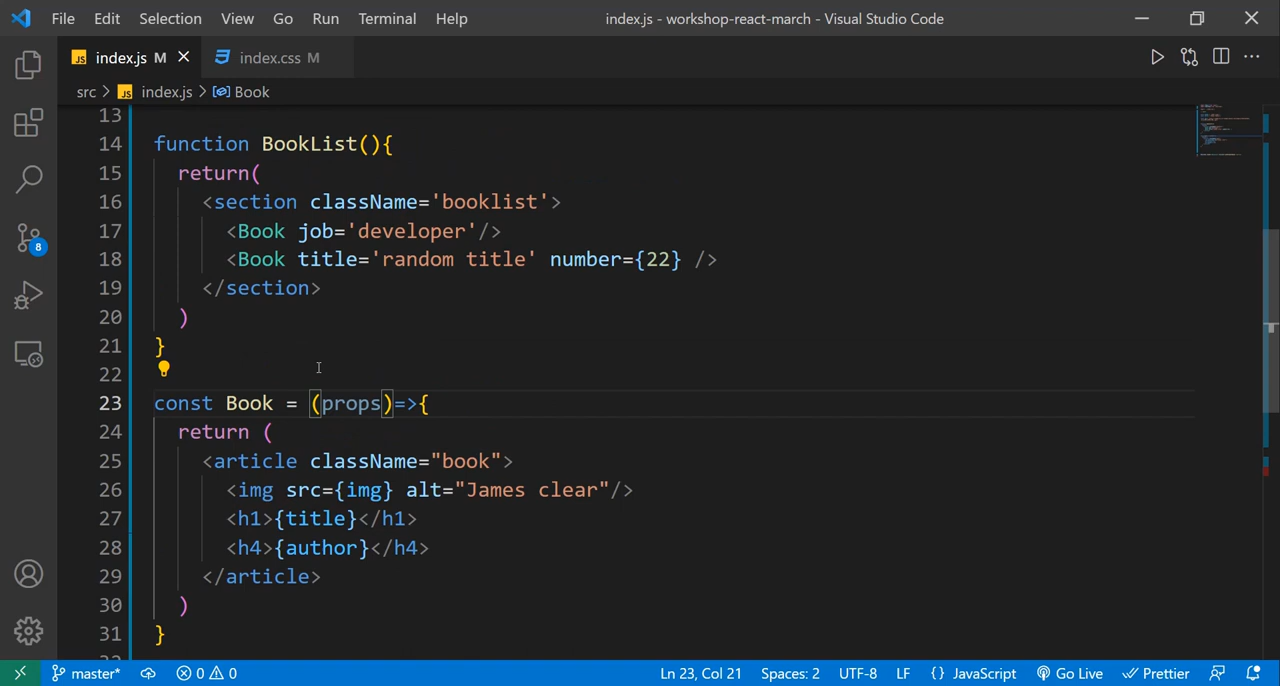 File Edit Selection View Go Run Terminal Help index.js - workshop-react-march - Visual Studio Code
JS index.js M index.css M
src > JS index.js > Book
13
14 function BookList(){
15 return(
16 <section className='booklist'>
17 <Book job='developer'/>
18 <Book title='random title' number={22} />
19 </section>
20 )
21 }
22
23 const Book = (props)=>{
24 return (
25 <article className="book">
26 <img src={img} alt="James clear"/>
27 <h1>{title}</h1>
28 <h4>{author}</h4>
29 </article>
30 )
31 }
8
master* 0 0 Ln 23, Col 21 Spaces: 2 UTF-8 LF {} JavaScript Go Live Prettier